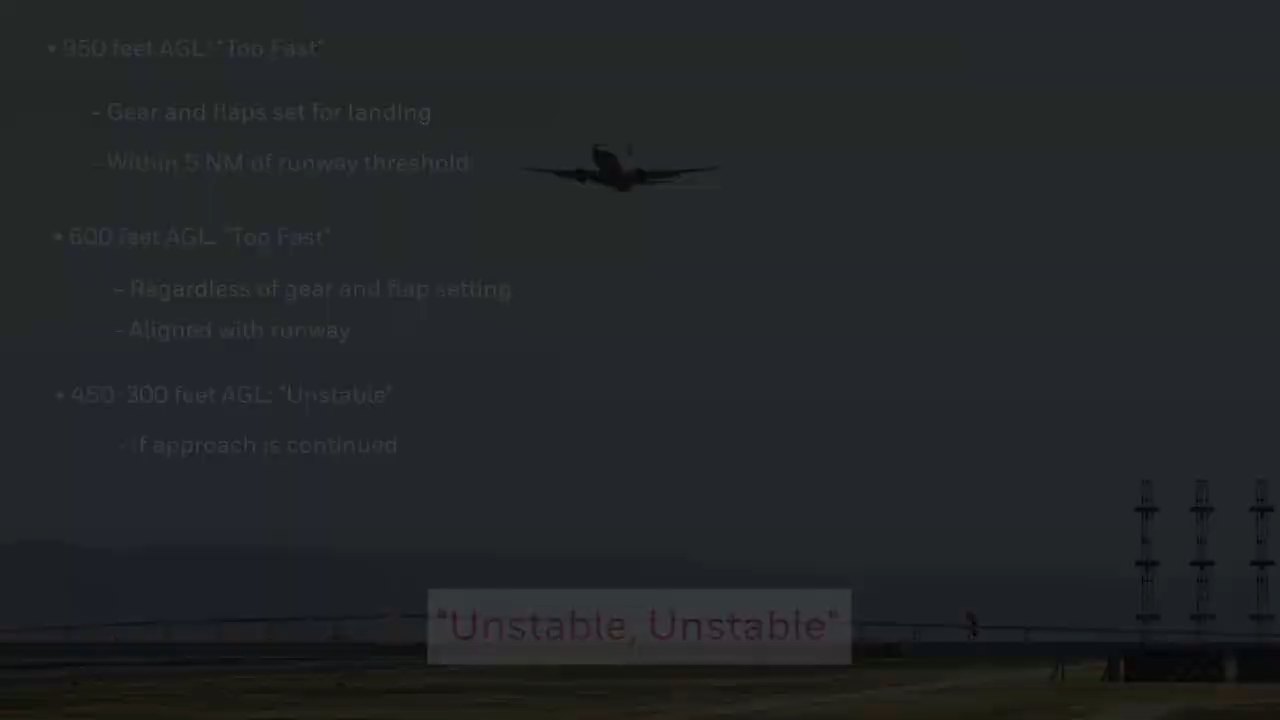 • 950 feet AGL: "Too Fast"
- Gear and flaps set for landing
- Within 5 NM of runway threshold
• 600 feet AGL: "Too Fast"
- Regardless of gear and flap setting
- Aligned with runway
• 450-300 feet AGL: "Unstable"
- If approach is continued
"Unstable, Unstable"